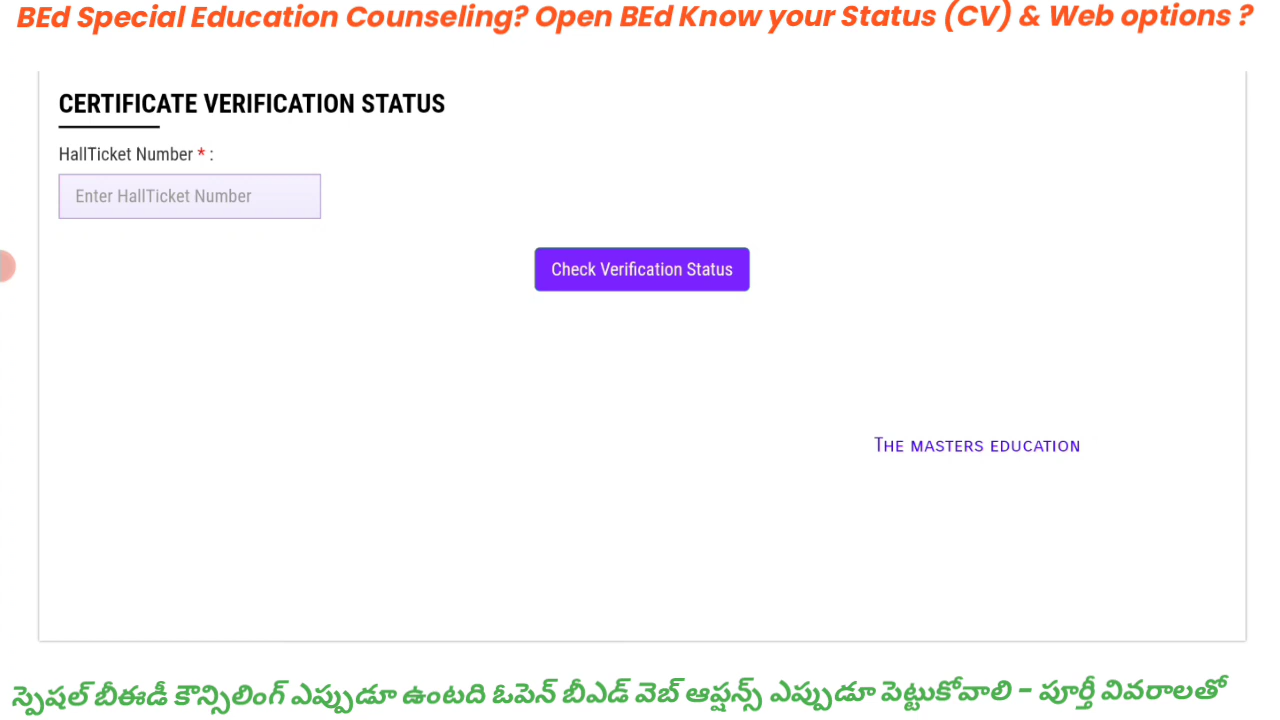 BEd Special Education Counseling? Open BEd Know your Status (CV) & Web options ?
CERTIFICATE VERIFICATION STATUS
HallTicket Number * :
Enter HallTicket Number
Check Verification Status
THE MASTERS EDUCATION
స్పెషల్ బీఈడీ కౌన్సిలింగ్ ఎప్పుడూ ఉంటది ఓపెన్ బీఎడ్ వెబ్ ఆప్షన్స్ ఎప్పుడూ పెట్టుకోవాలి - పూర్తీ వివరాలతో